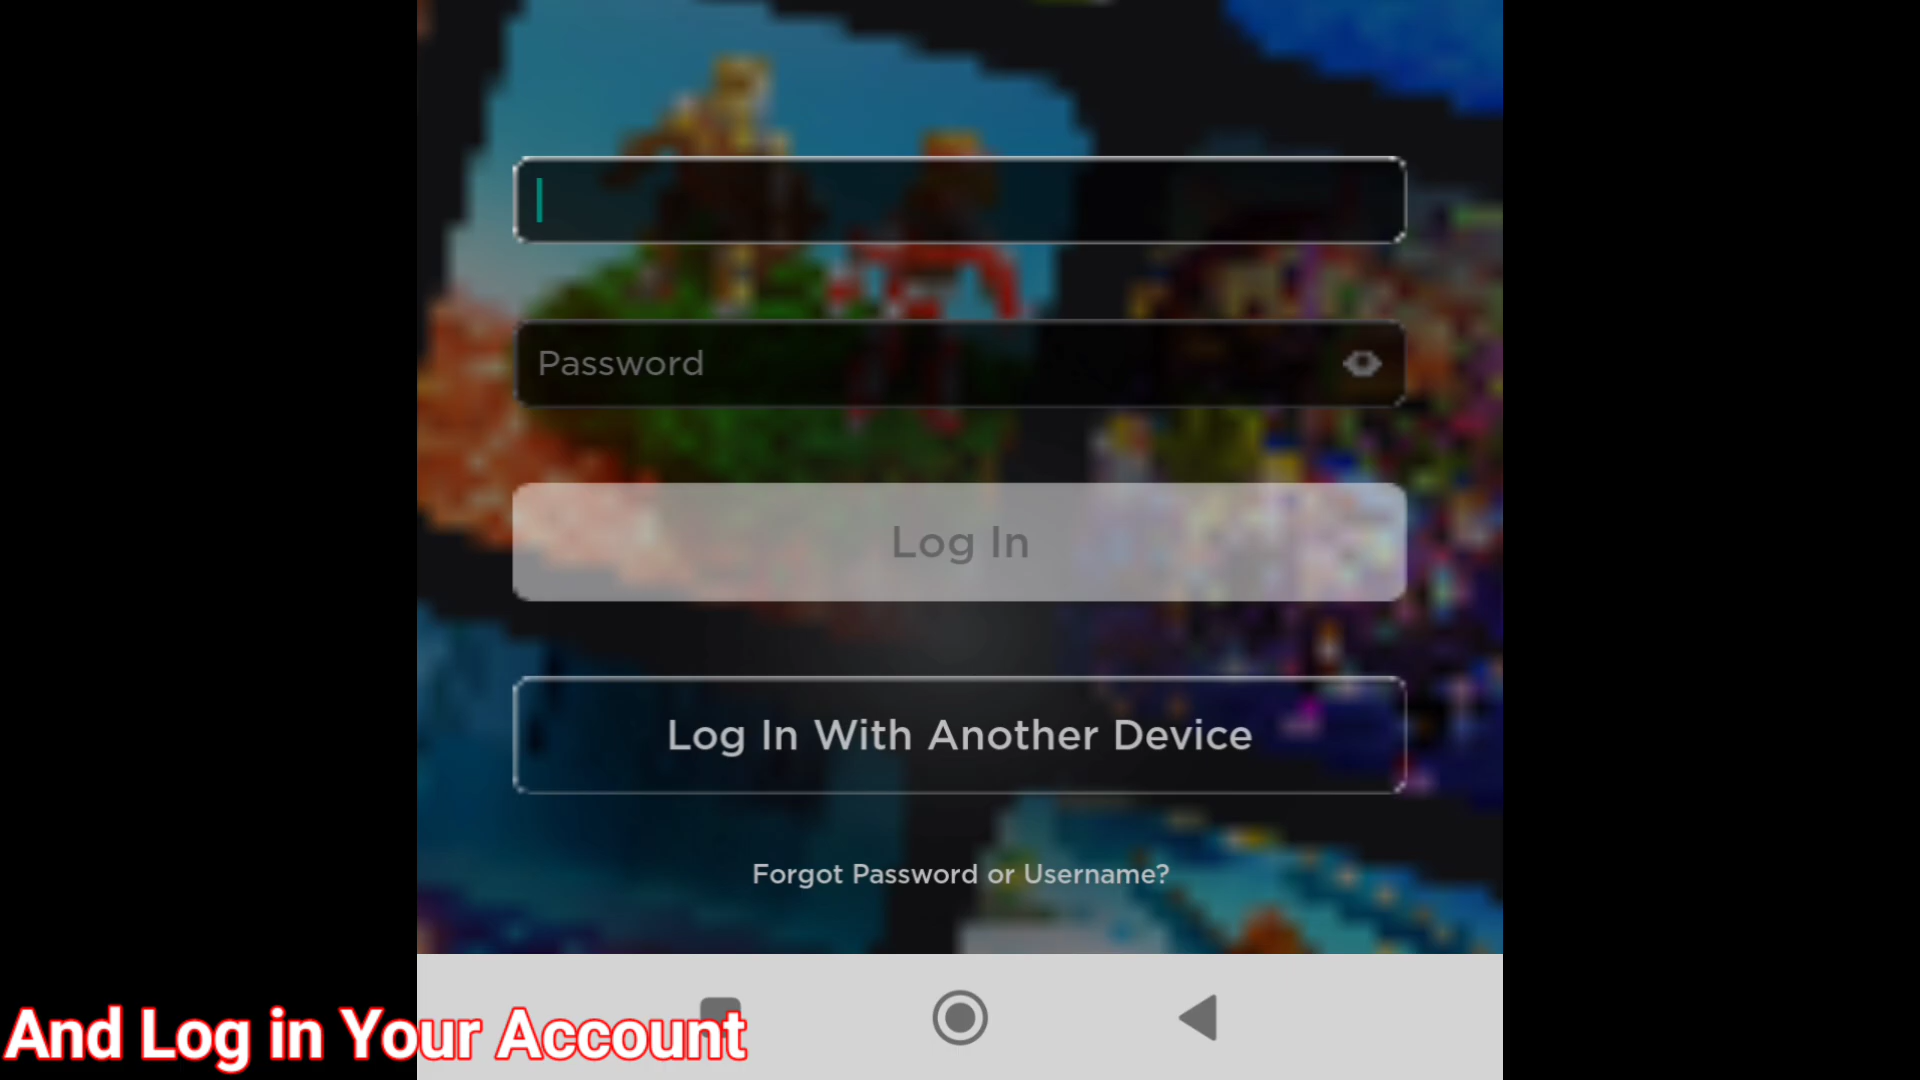 Password
Log In
Log In With Another Device
Forgot Password or Username?
And Log in Your Account